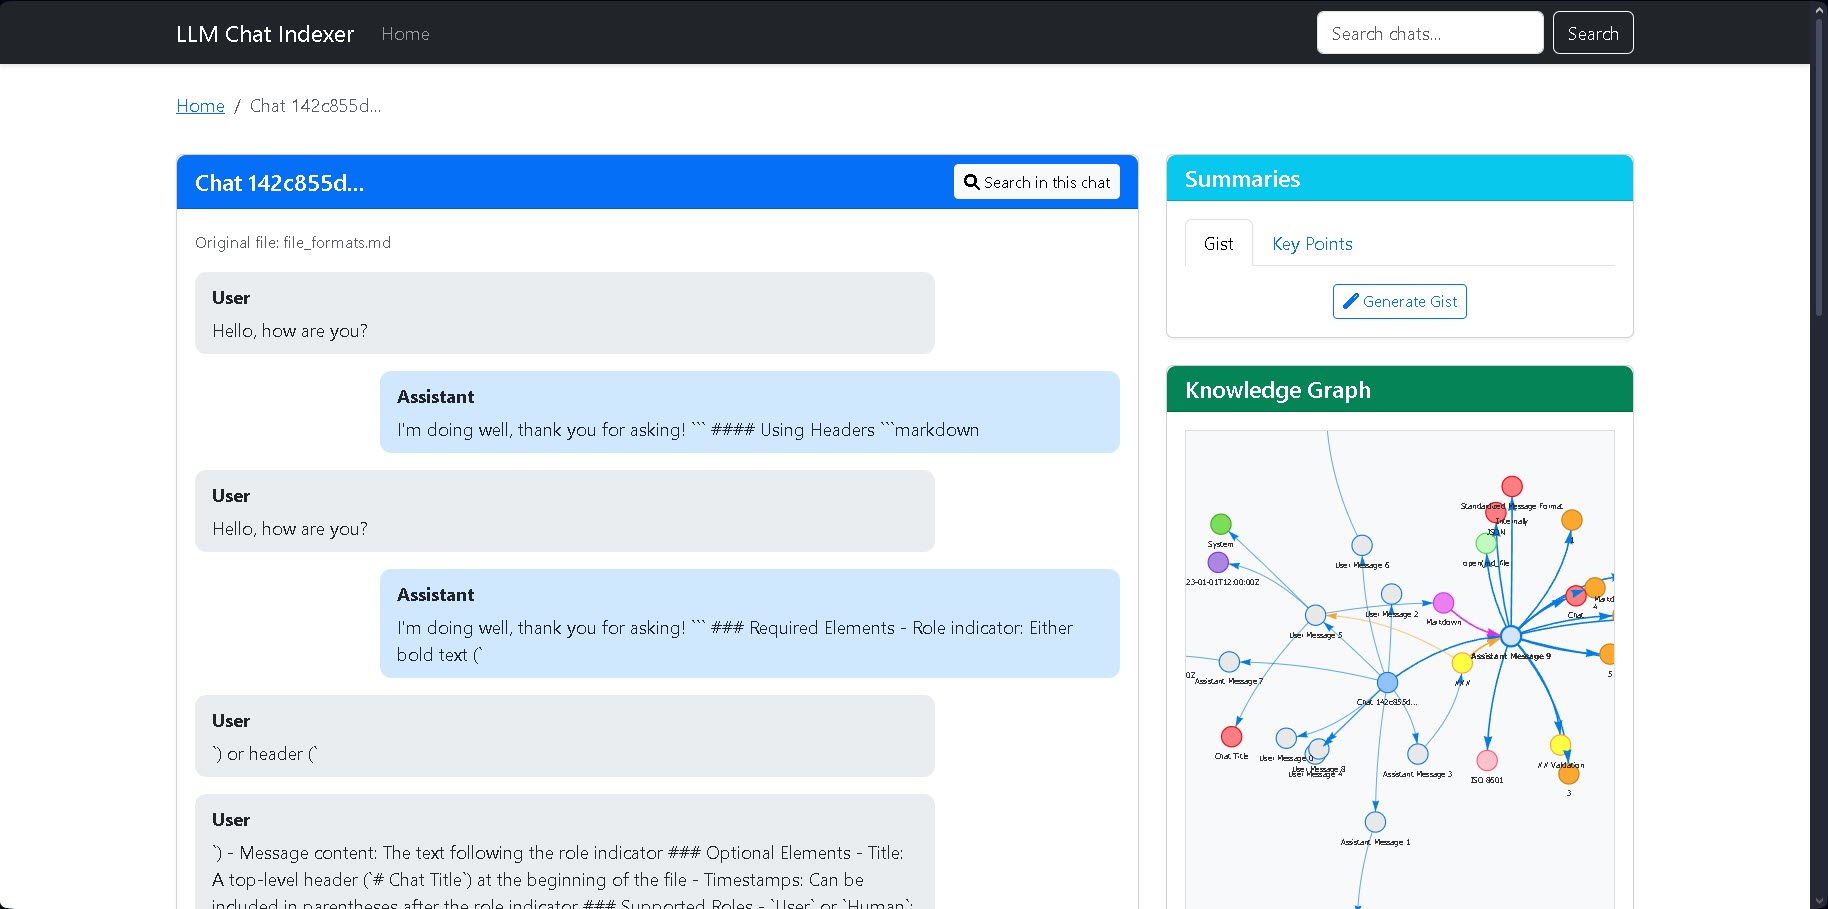 LLM Chat Indexer
Home
Search chats...
Search
Home / Chat 142c855d...
Chat 142c855d...
Search in this chat
Original file: file_formats.md
User
Hello, how are you?
Assistant
I'm doing well, thank you for asking! ``` #### Using Headers ```markdown
User
Hello, how are you?
Assistant
I'm doing well, thank you for asking! ``` ### Required Elements - Role indicator: Either
bold text (`
User
`) or header (`
User
`) - Message content: The text following the role indicator ### Optional Elements - Title:
A top-level header (`# Chat Title`) at the beginning of the file - Timestamps: Can be
included in parentheses after the role indicator ### Supported Roles - `User` or `Human`:
Summaries
Gist
Key Points
Generate Gist
Knowledge Graph
Standardized Message Format
Internally
JSON
System
User Message 6
23-01-01T12:00:00Z
User Message 2
Markdown
Chat
4
User Message 5
Assistant Message 9
5
0Z
Assistant Message 7
###
Chat 142c855d...
Chat Title
User Message 0
User Message 8
User Message 4
Assistant Message 3
ISO 8601
## Validation
3
Assistant Message 1